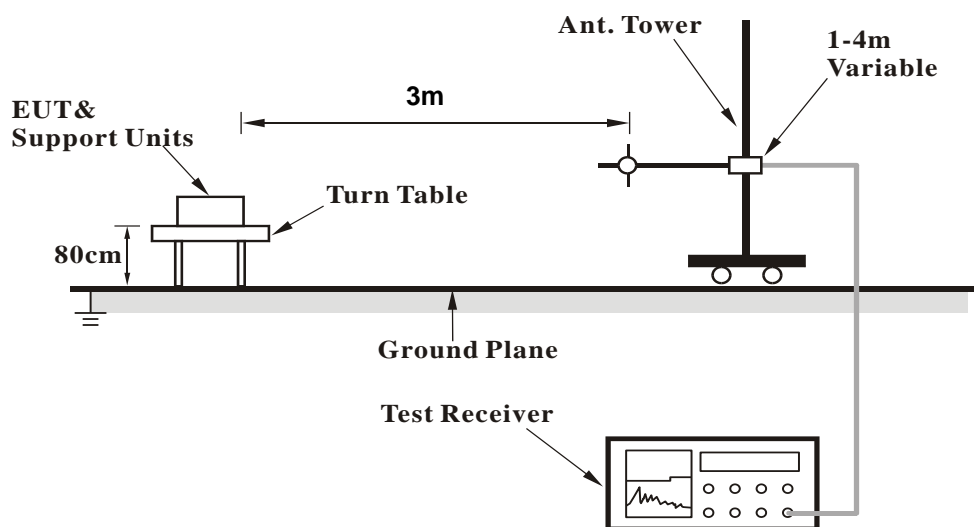 Ant. Tower
1-4m
Variable
3m
EUT&
Support Units
Turn Table
80cm
Ground Plane
Test Receiver